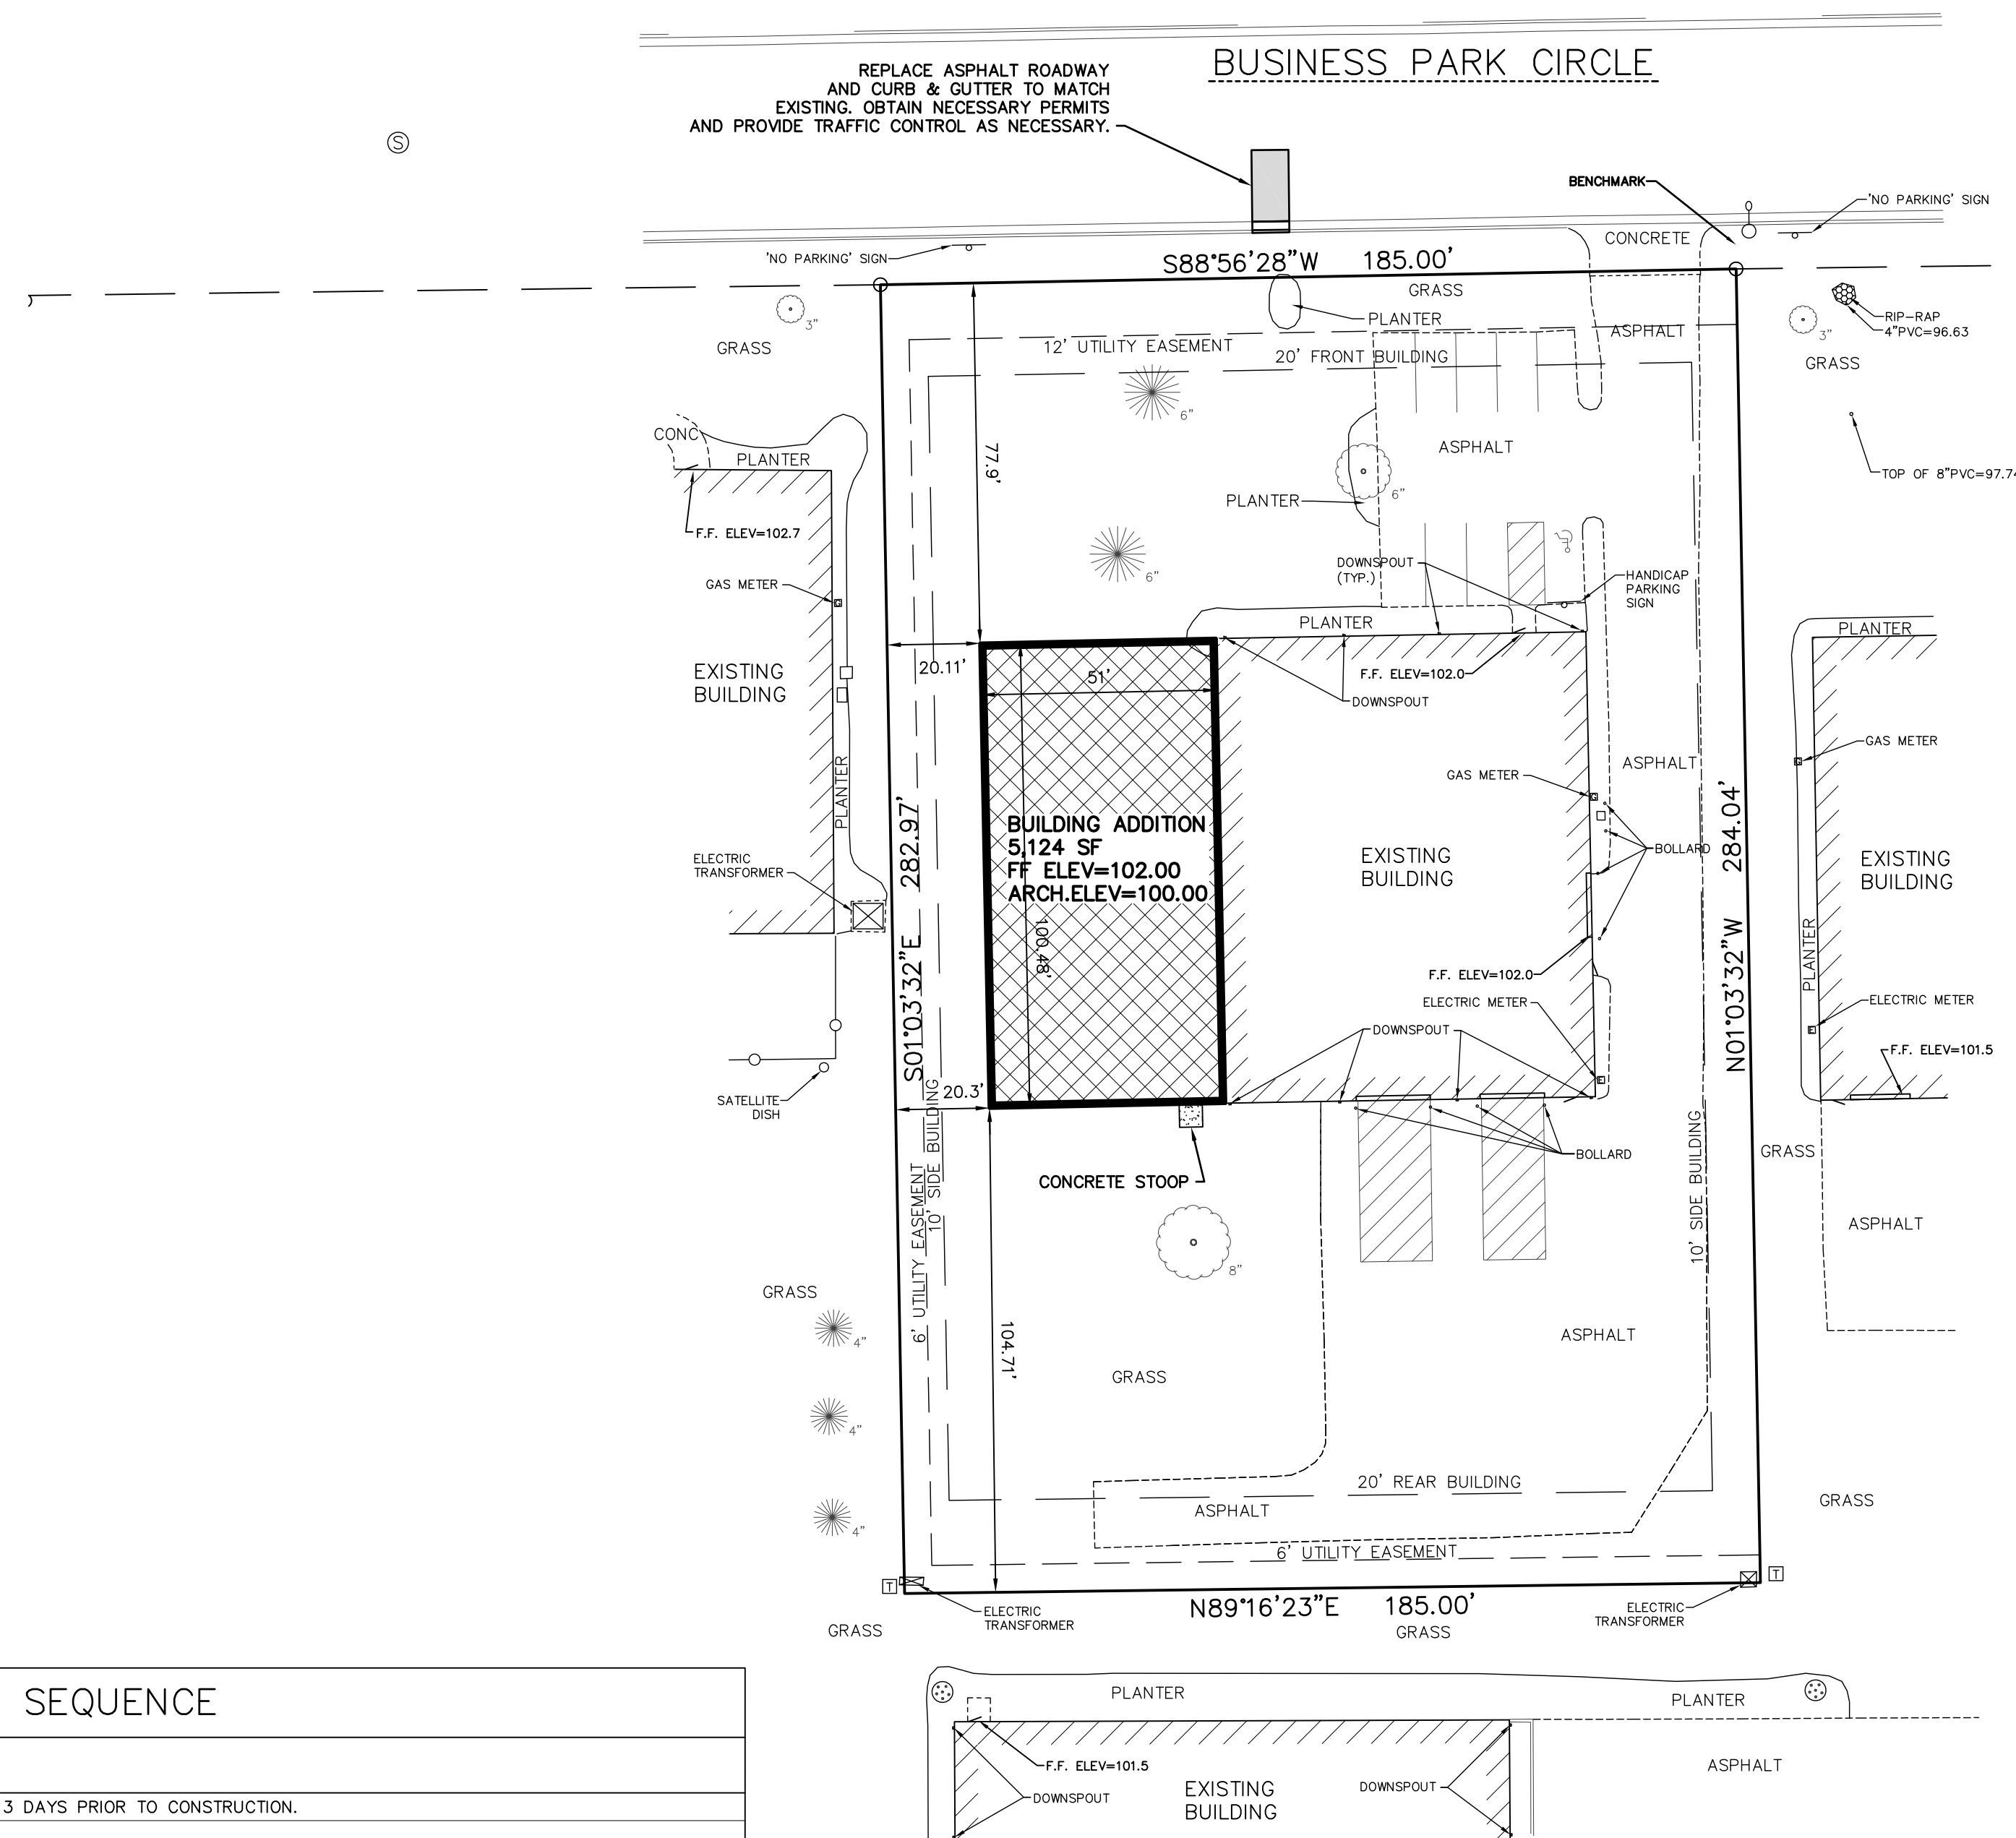 BUSINESS PARK CIRCLE
REPLACE ASPHALT ROADWAY
AND CURB & GUTTER TO MATCH
EXISTING. OBTAIN NECESSARY PERMITS
AND PROVIDE TRAFFIC CONTROL AS NECESSARY.
S
BENCHMARK
'NO PARKING' SIGN
'NO PARKING' SIGN
CONCRETE
S88°56'28"W 185.00'
GRASS
PLANTER
ASPHALT
3"
GRASS
12' UTILITY EASEMENT
20' FRONT BUILDING
RIP-RAP
4"PVC=96.63
3"
GRASS
6"
CONC
PLANTER
77.9'
ASPHALT
PLANTER
6"
TOP OF 8"PVC=97.74
F.F. ELEV=102.7
6"
DOWNSPOUT
(TYP.)
HANDICAP
PARKING
SIGN
GAS METER
PLANTER
PLANTER
20.11'
51'
F.F. ELEV=102.0
DOWNSPOUT
EXISTING
BUILDING
PLANTER
GAS METER
ASPHALT
GAS METER
S01°03'32"E 282.97'
BUILDING ADDITION
5,124 SF
FF ELEV=102.00
ARCH.ELEV=100.00
100.48'
EXISTING
BUILDING
BOLLARD
N01°03'32"W 284.04'
EXISTING
BUILDING
PLANTER
ELECTRIC
TRANSFORMER
F.F. ELEV=102.0
ELECTRIC METER
DOWNSPOUT
ELECTRIC METER
F.F. ELEV=101.5
SATELLITE
DISH
20.3'
10' SIDE BUILDING
6' UTILITY EASEMENT
CONCRETE STOOP
BOLLARD
10' SIDE BUILDING
GRASS
ASPHALT
8"
GRASS
4"
4"
4"
104.71'
GRASS
ASPHALT
20' REAR BUILDING
ASPHALT
GRASS
6' UTILITY EASEMENT
T
T
ELECTRIC
TRANSFORMER
N89°16'23"E 185.00'
ELECTRIC
TRANSFORMER
GRASS
GRASS
SEQUENCE
3 DAYS PRIOR TO CONSTRUCTION.
PLANTER
PLANTER
F.F. ELEV=101.5
DOWNSPOUT
EXISTING
BUILDING
DOWNSPOUT
ASPHALT